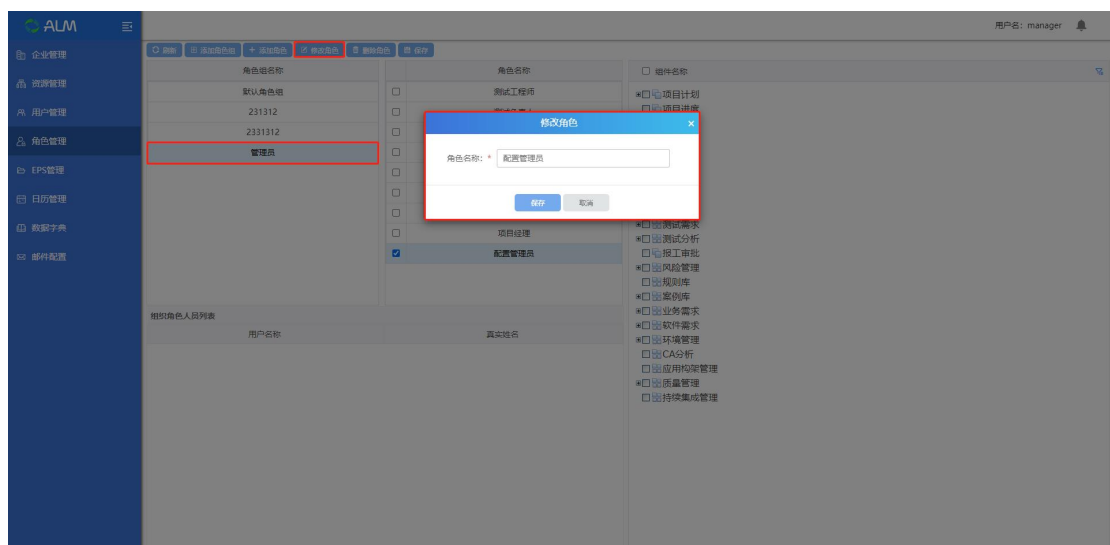 ALM
用户名: manager
企业管理
资源管理
用户管理
角色管理
EPS管理
日历管理
数据字典
邮件配置
刷新 添加角色组 添加角色 修改角色 删除角色 保存
角色组名称
默认角色组
231312
2331312
管理员
角色名称
测试工程师
项目经理
配置管理员
修改角色
角色名称: * 配置管理员
保存 取消
组件名称
项目计划
项目进度
测试需求
测试分析
报工审批
风险管理
规则库
案例库
业务需求
软件需求
环境管理
CA分析
应用构架管理
质量管理
持续集成管理
组织角色人员列表
用户名称 真实姓名